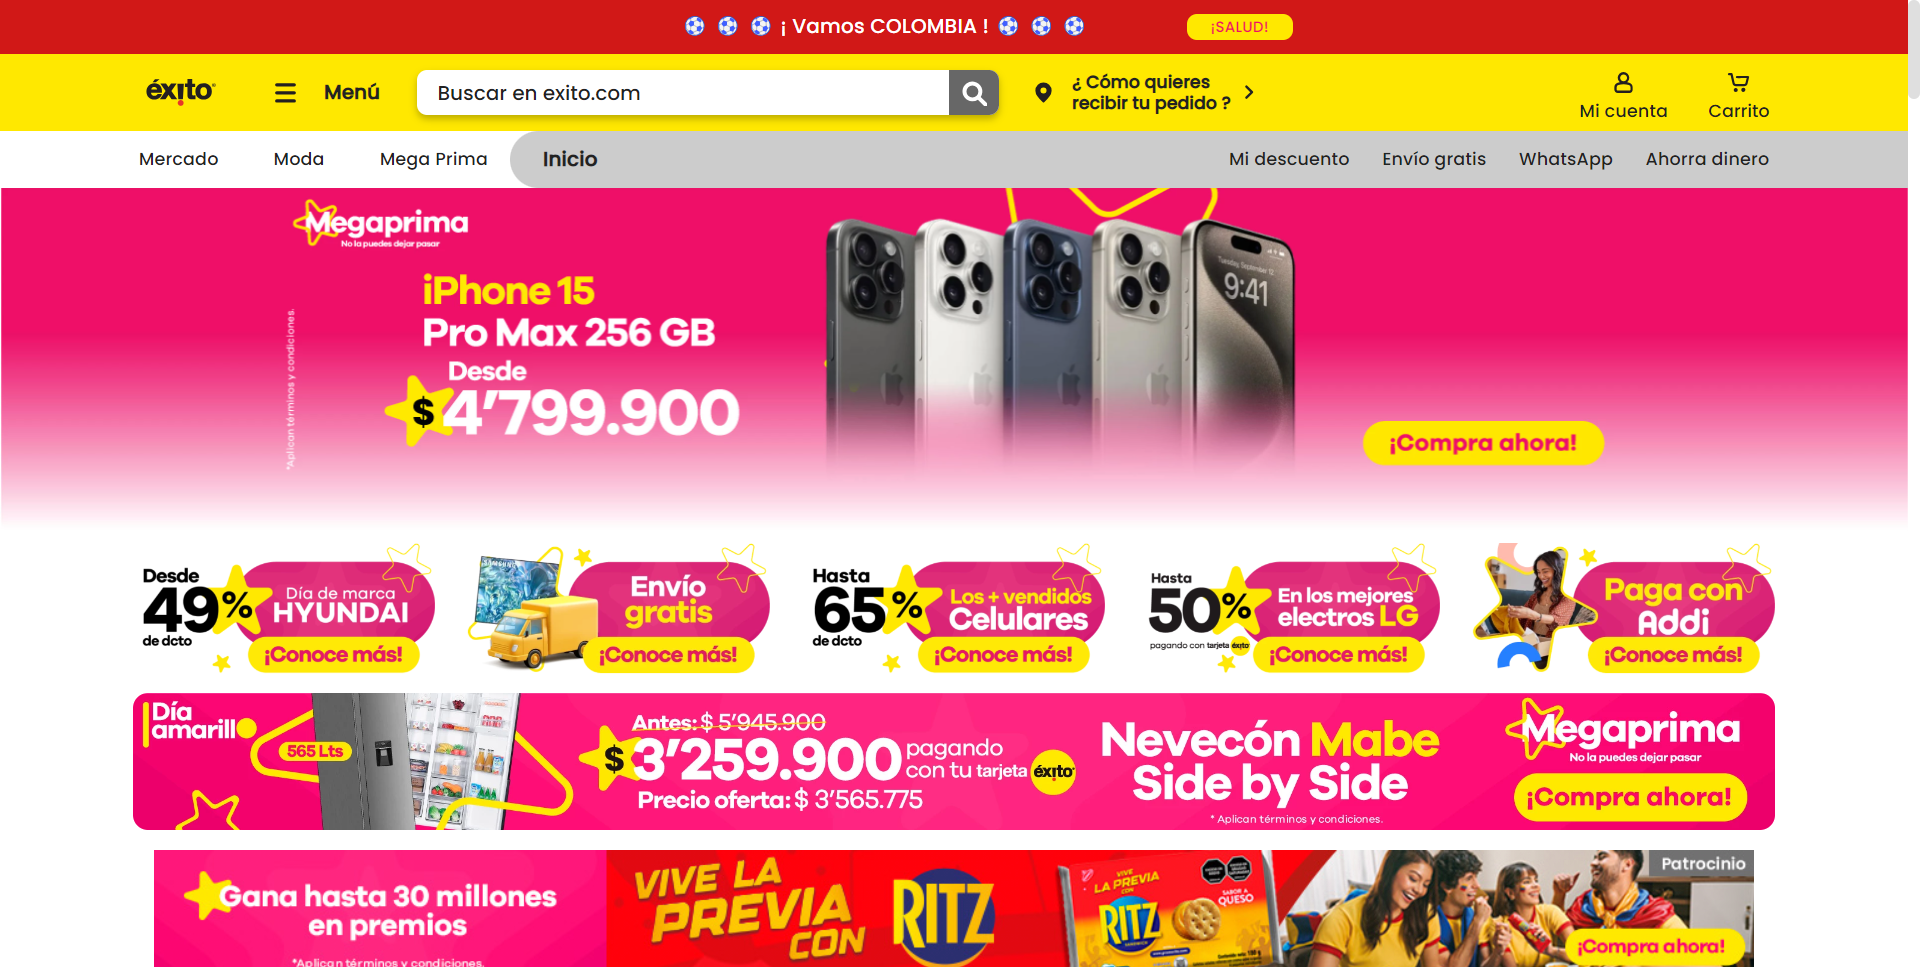 ¡ Vamos COLOMBIA !
¡SALUD!
éxito
Menú
Buscar en exito.com
¿ Cómo quieres
recibir tu pedido ?
Mi cuenta
Carrito
Mercado
Moda
Mega Prima
Inicio
Mi descuento
Envío gratis
WhatsApp
Ahorra dinero
Megaprima
No la puedes dejar pasar
iPhone 15
Pro Max 256 GB
Desde
$ 4'799.900
*Aplican términos y condiciones.
Tuesday, September 12
9:41
¡Compra ahora!
Desde
49%
de dcto
Día de marca
HYUNDAI
¡Conoce más!
SAMSUNG
Envío
gratis
¡Conoce más!
Hasta
65%
de dcto
Los + vendidos
Celulares
¡Conoce más!
Hasta
50%
pagando con tarjeta éxito
En los mejores
electros LG
¡Conoce más!
Paga con
Addi
¡Conoce más!
Día
amarillo
565 Lts
Antes: $ 5'945.900
$ 3'259.900
pagando
con tu tarjeta éxito
Precio oferta: $ 3'565.775
Nevecón Mabe
Side by Side
* Aplican términos y condiciones.
Megaprima
No la puedes dejar pasar
¡Compra ahora!
Gana hasta 30 millones
en premios
*Aplican términos y condiciones.
VIVE LA
PREVIA
CON
RITZ
VIVE
LA PREVIA
CON
RITZ
SABOR A
QUESO
Patrocinio
¡Compra ahora!